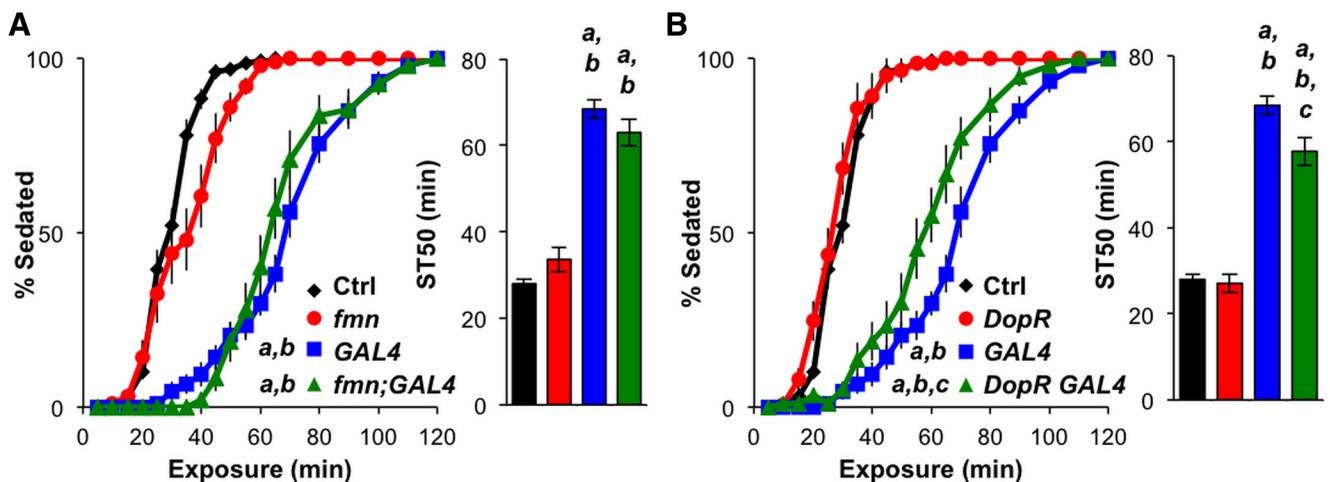 A
100
50
0
% Sedated
0 20 40 60 80 100 120
Exposure (min)
Ctrl
fmn
a,b GAL4
a,b fmn;GAL4
80
60
40
20
0
ST50 (min)
a,
b
a,
b
B
100
50
0
% Sedated
0 20 40 60 80 100 120
Exposure (min)
Ctrl
DopR
a,b GAL4
a,b,c DopR GAL4
80
60
40
20
0
ST50 (min)
a,
b
a,
b,
c